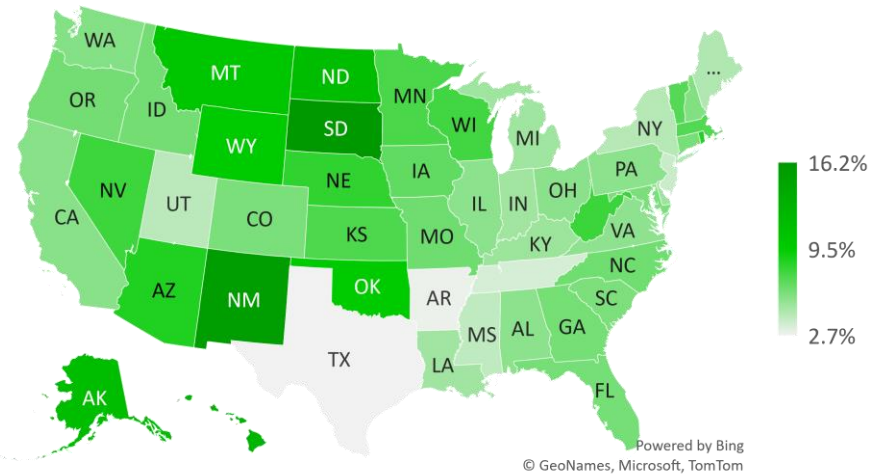 WA
MT
ND
MN
...
OR
ID
SD
WI
MI
NY
WY
NV
NE
IA
PA
UT
CO
IL
IN
OH
CA
KS
MO
KY
VA
AZ
NM
OK
AR
NC
SC
MS
AL
GA
TX
LA
AK
FL
16.2%
9.5%
2.7%
Powered by Bing
© GeoNames, Microsoft, TomTom